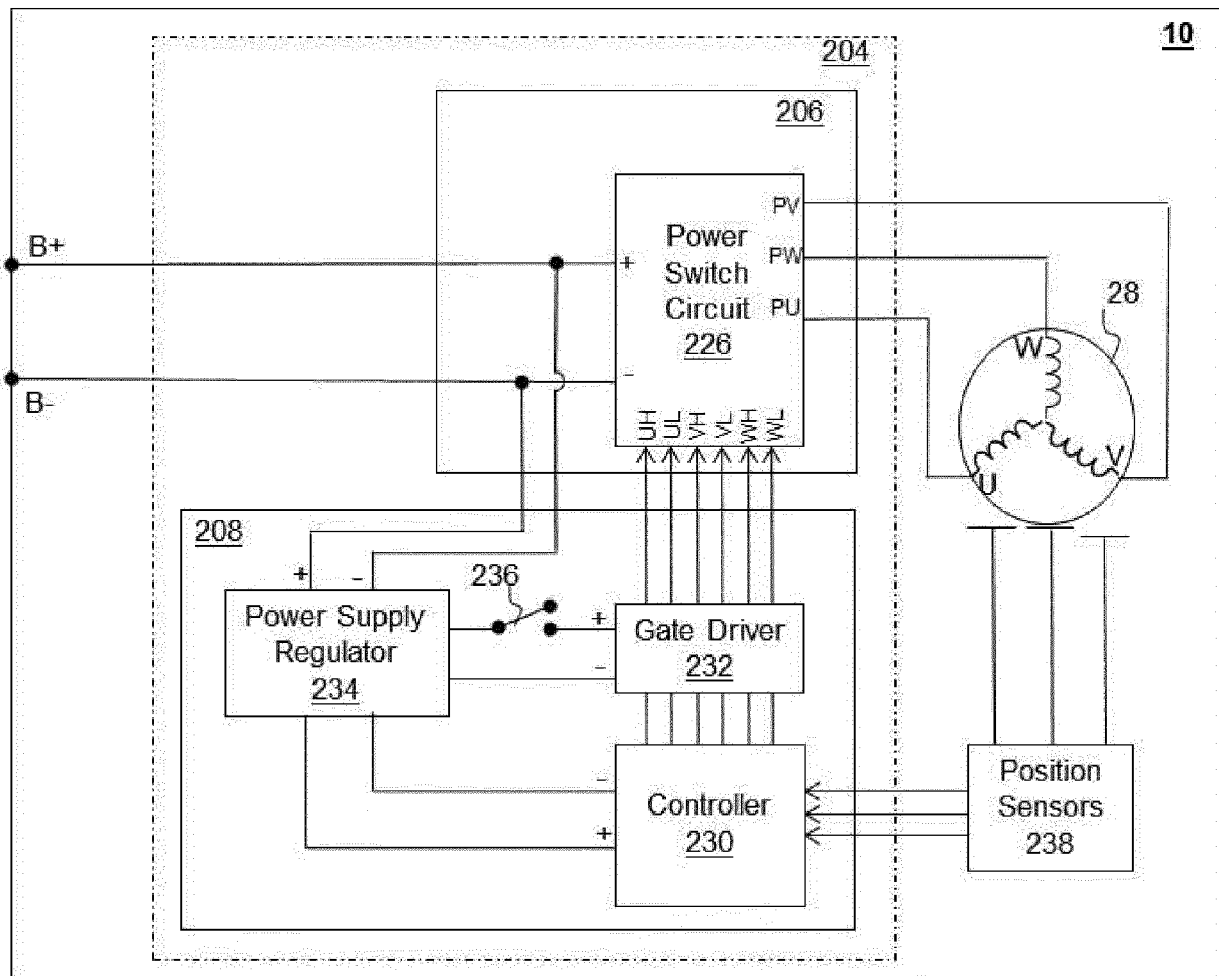 10
204
206
B+
B-
+
-
Power
Switch
Circuit
226
PV
PW
PU
UH
UL
VH
VL
WH
WL
28
W
U
V
208
+
-
Power Supply
Regulator
234
236
+
-
Gate Driver
232
-
+
Controller
230
Position
Sensors
238